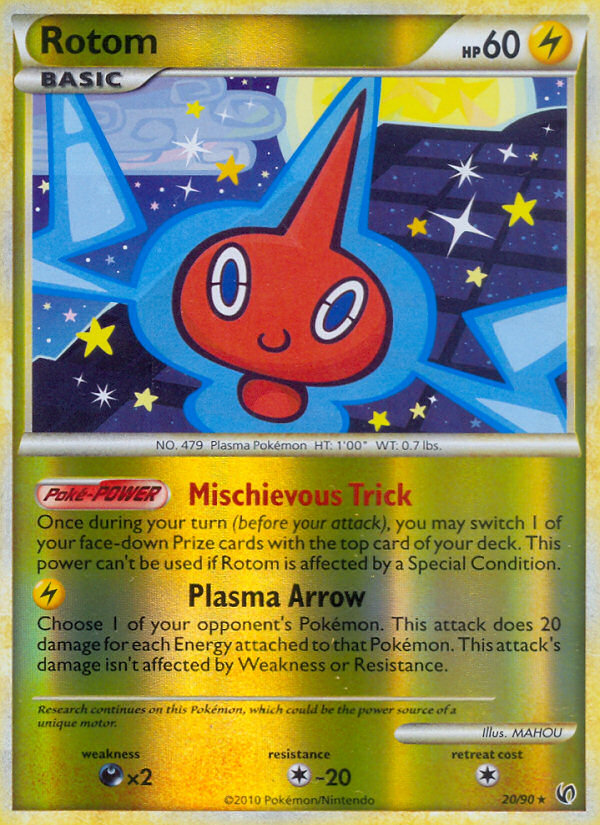 Rotom
HP60
BASIC
NO. 479 Plasma Pokémon HT: 1'00" WT: 0.7 lbs.
Poké-POWER Mischievous Trick
Once during your turn (before your attack), you may switch 1 of
your face-down Prize cards with the top card of your deck. This
power can't be used if Rotom is affected by a Special Condition.
Plasma Arrow
Choose 1 of your opponent's Pokémon. This attack does 20
damage for each Energy attached to that Pokémon. This attack's
damage isn't affected by Weakness or Resistance.
Research continues on this Pokémon, which could be the power source of a
unique motor.
Illus. MAHOU
weakness resistance retreat cost
x2 -20
©2010 Pokémon/Nintendo 20/90 ★